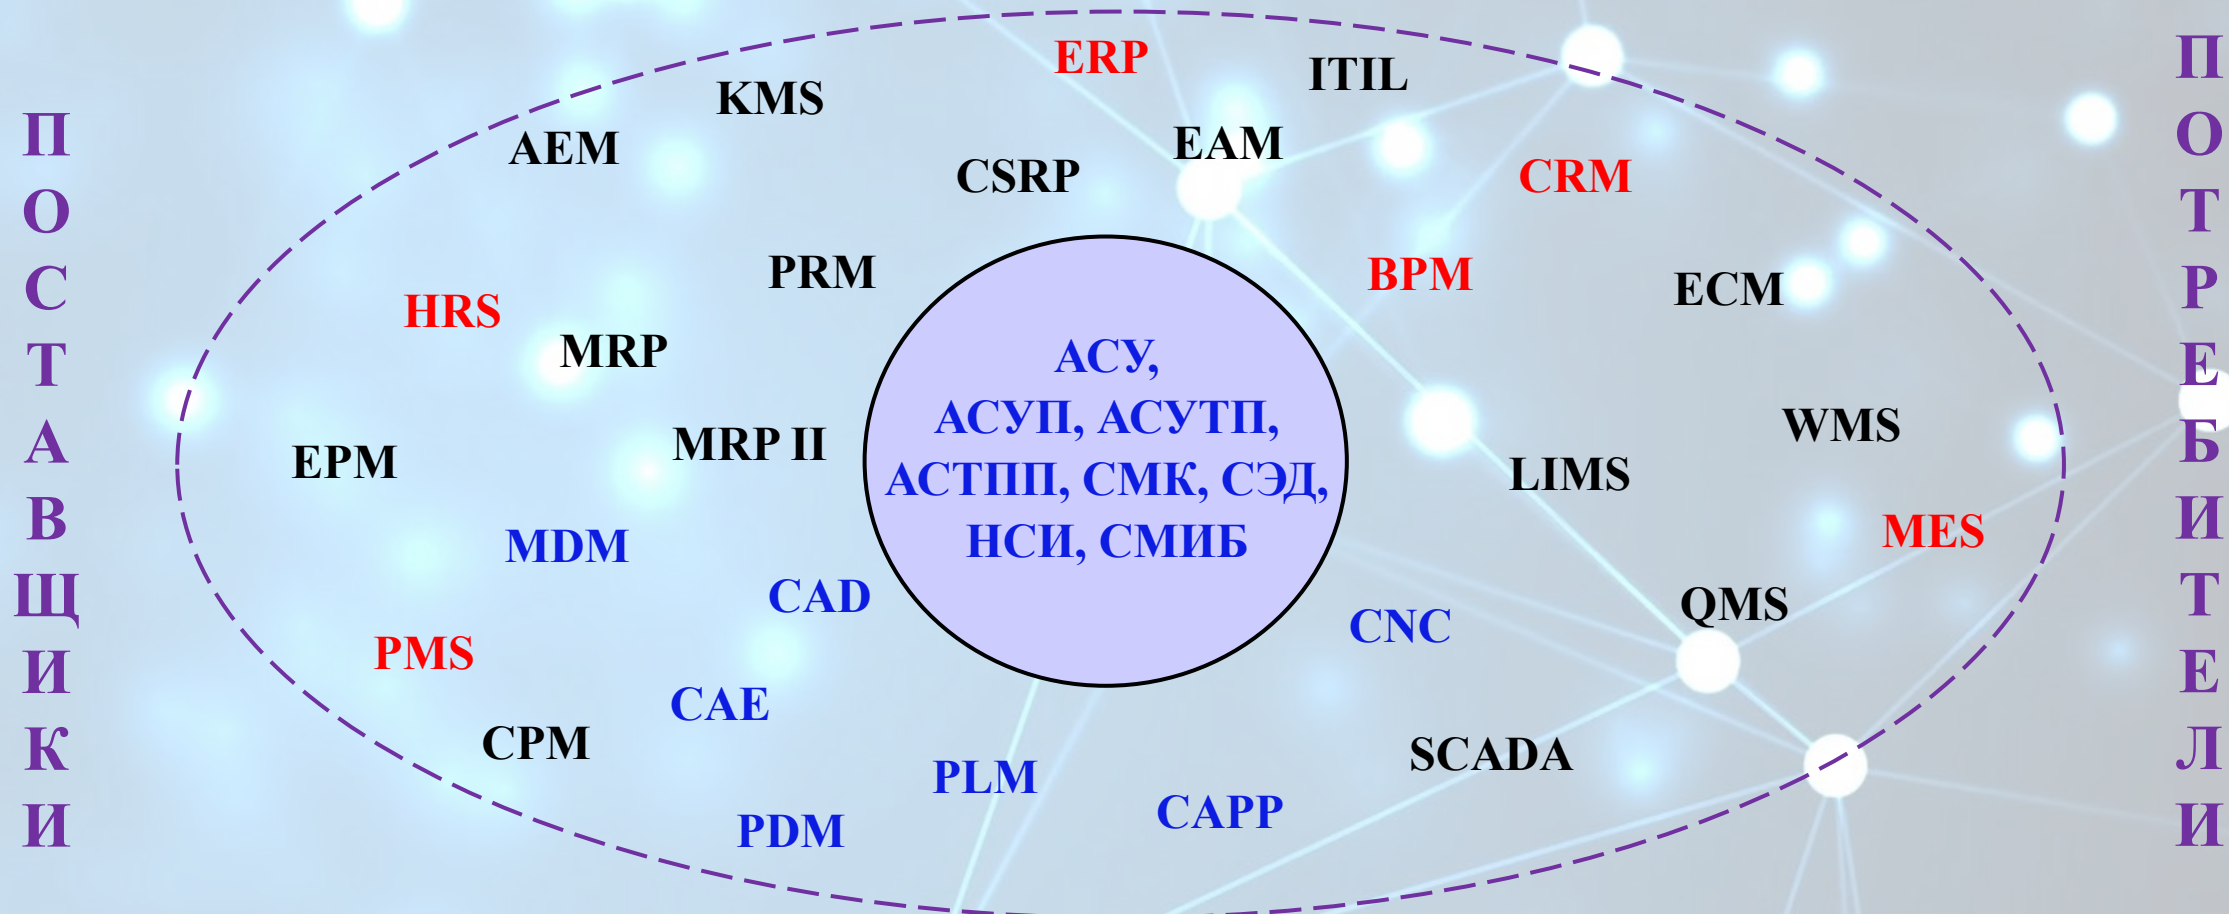 ПОСТАВЩИКИ
ERP
ITIL
KMS
AEM
EAM
CSRP
CRM
PRM
BPM
ECM
HRS
MRP
АСУ,
АСУП, АСУТП,
АСТПП, СМК, СЭД,
НСИ, СМИБ
WMS
MRP II
EPM
LIMS
MES
MDM
CAD
QMS
CNC
PMS
CAE
CPM
SCADA
PLM
CAPP
PDM
ПОТРЕБИТЕЛИ